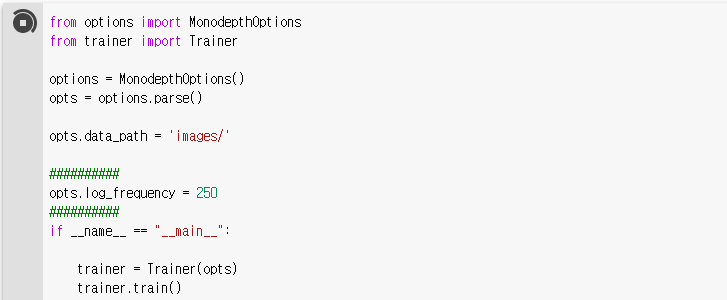 from options import MonodepthOptions
from trainer import Trainer
options = MonodepthOptions()
opts = options.parse()
opts.data_path = 'images/'
##########
opts.log_frequency = 250
##########
if __name__ == "__main__":
trainer = Trainer(opts)
trainer.train()